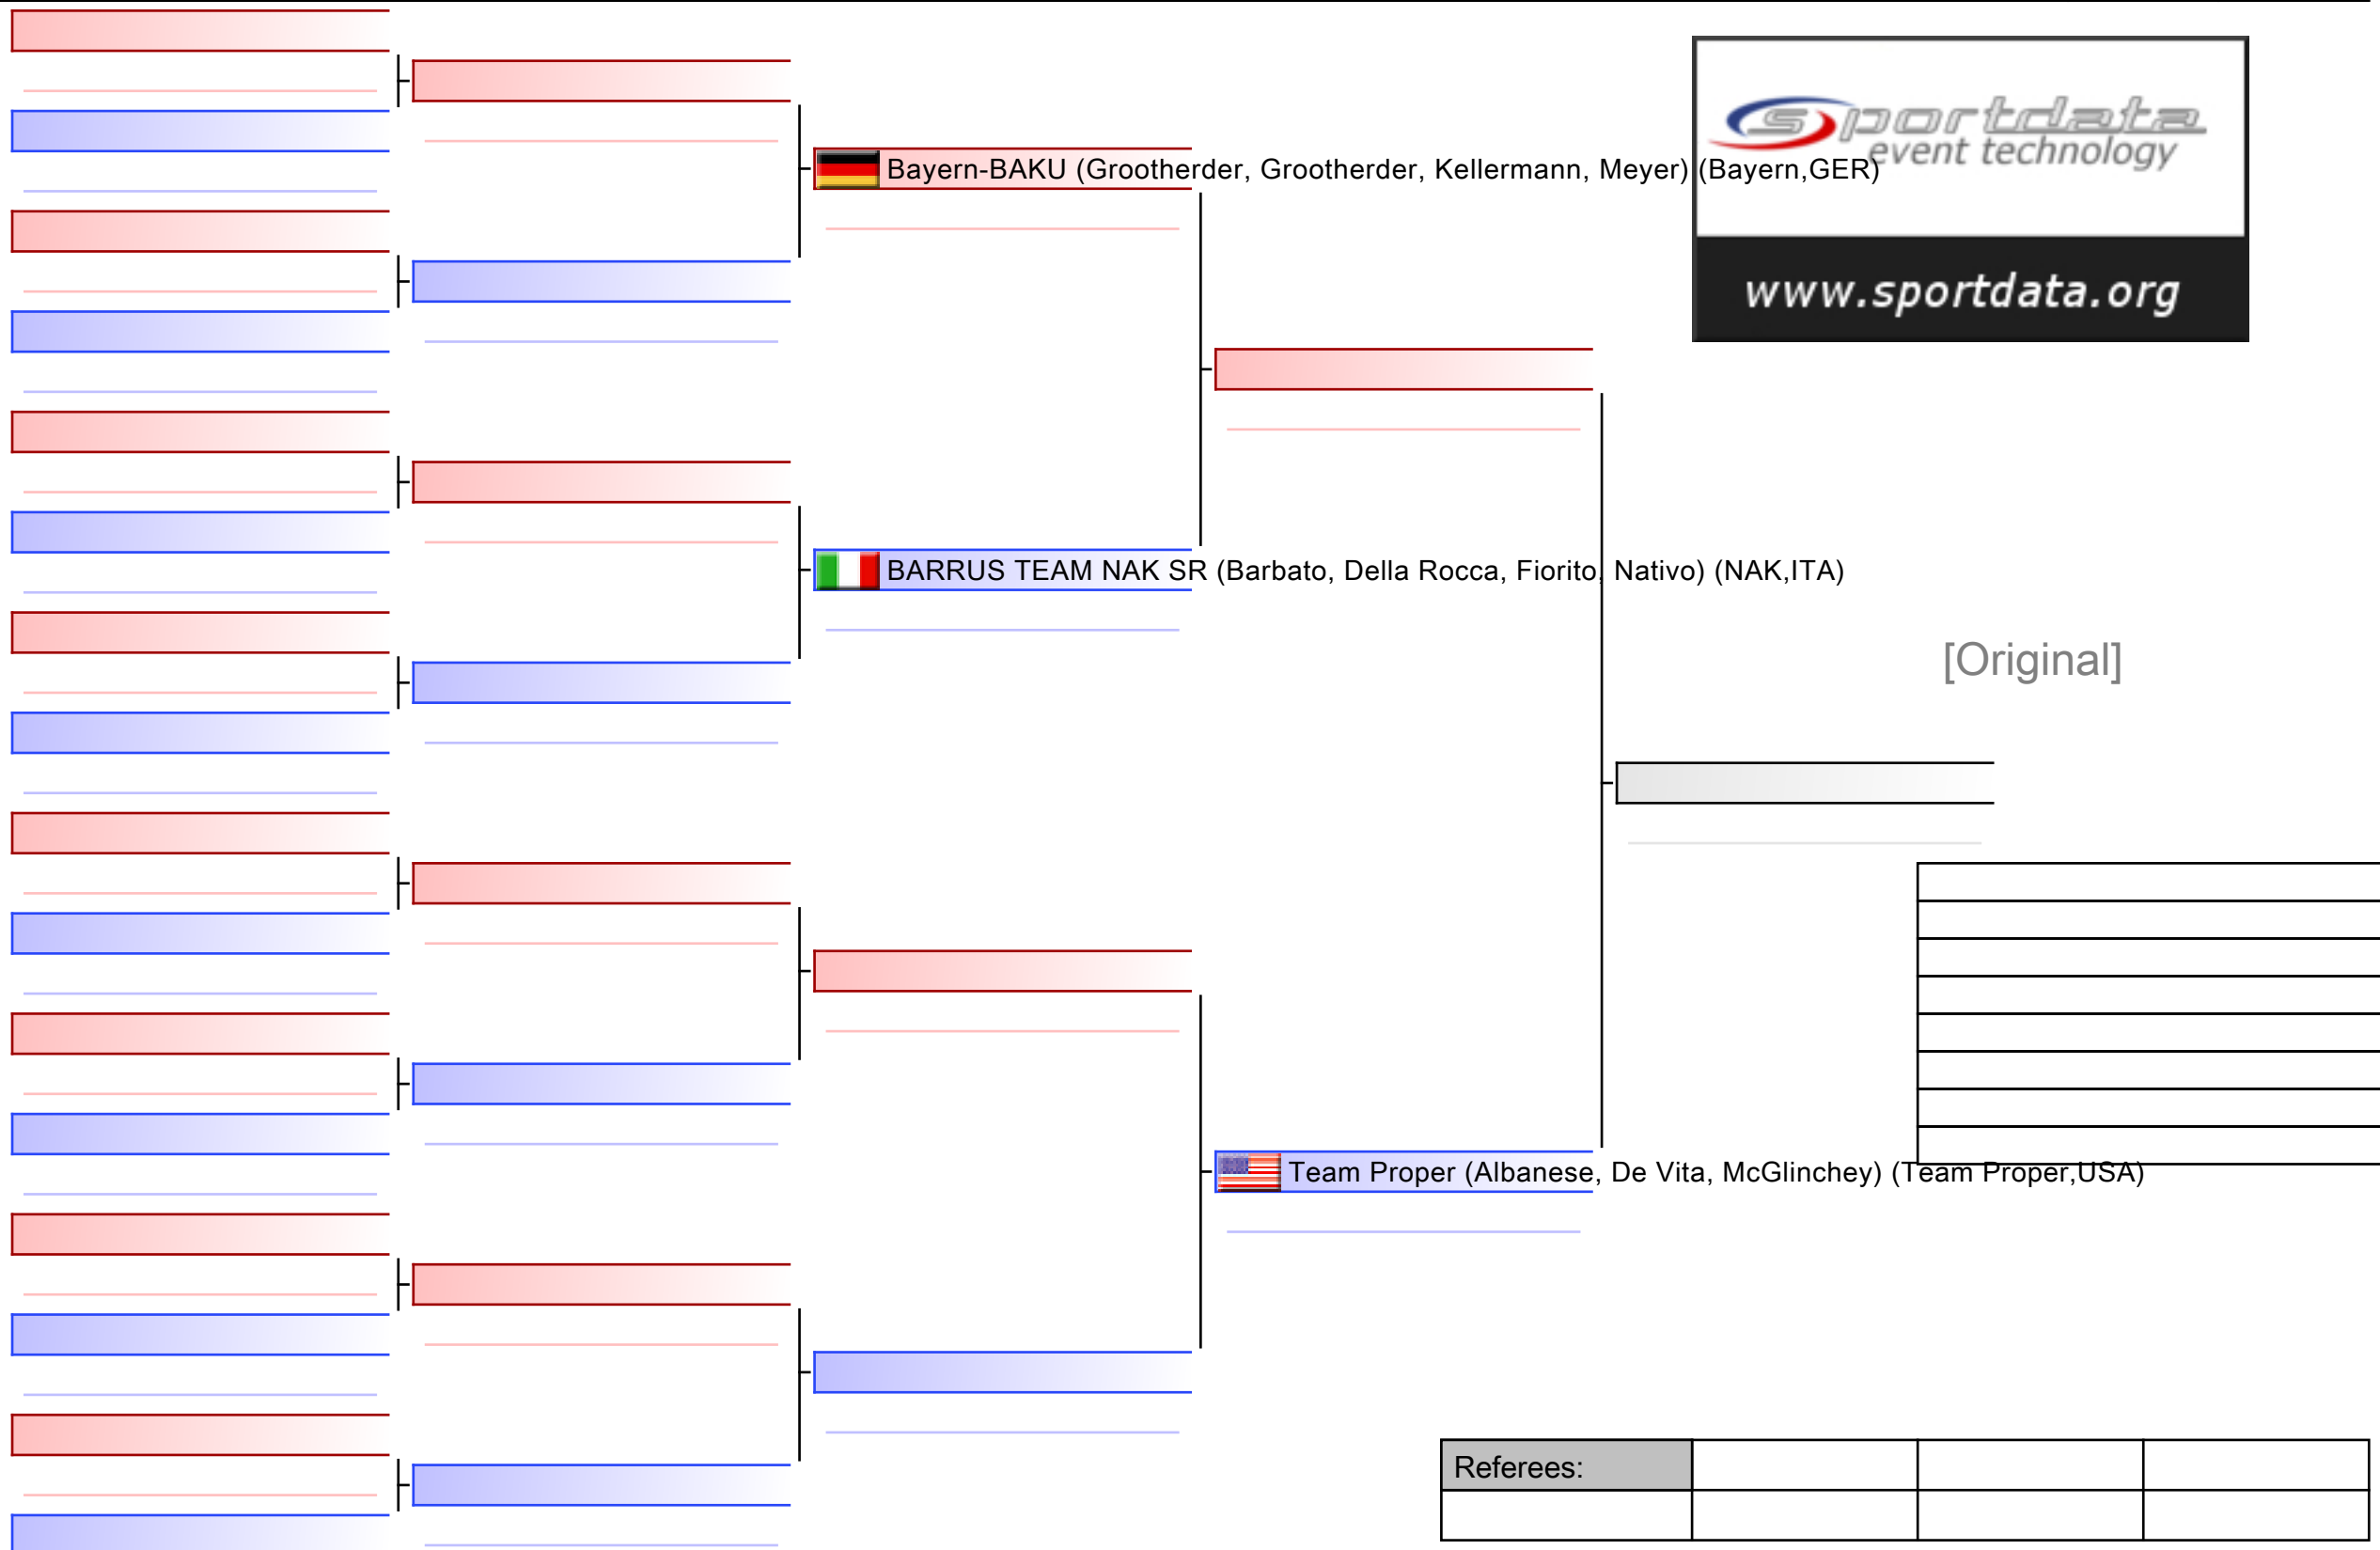 sportdata
event technology
Bayern-BAKU (Grootherder, Grootherder, Kellermann, Meyer) (Bayern,GER)
www.sportdata.org
BARRUS TEAM NAK SR (Barbato, Della Rocca, Fiorito, Nativo) (NAK,ITA)
[Original]
Team Proper (Albanese, De Vita, McGlinchey) (Team Proper,USA)
Referees: